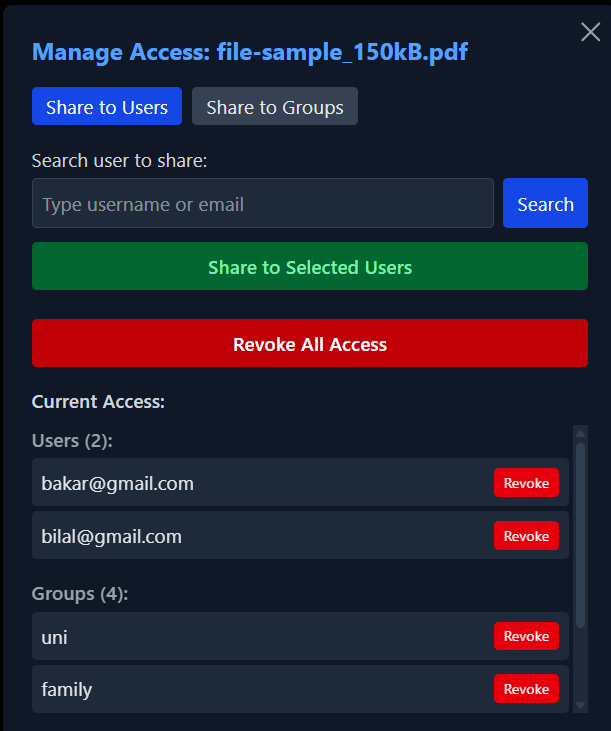 Manage Access: file-sample_150kB.pdf
Share to Users Share to Groups
Search user to share:
Type username or email Search
Share to Selected Users
Revoke All Access
Current Access:
Users (2):
bakar@gmail.com Revoke
bilal@gmail.com Revoke
Groups (4):
uni Revoke
family Revoke